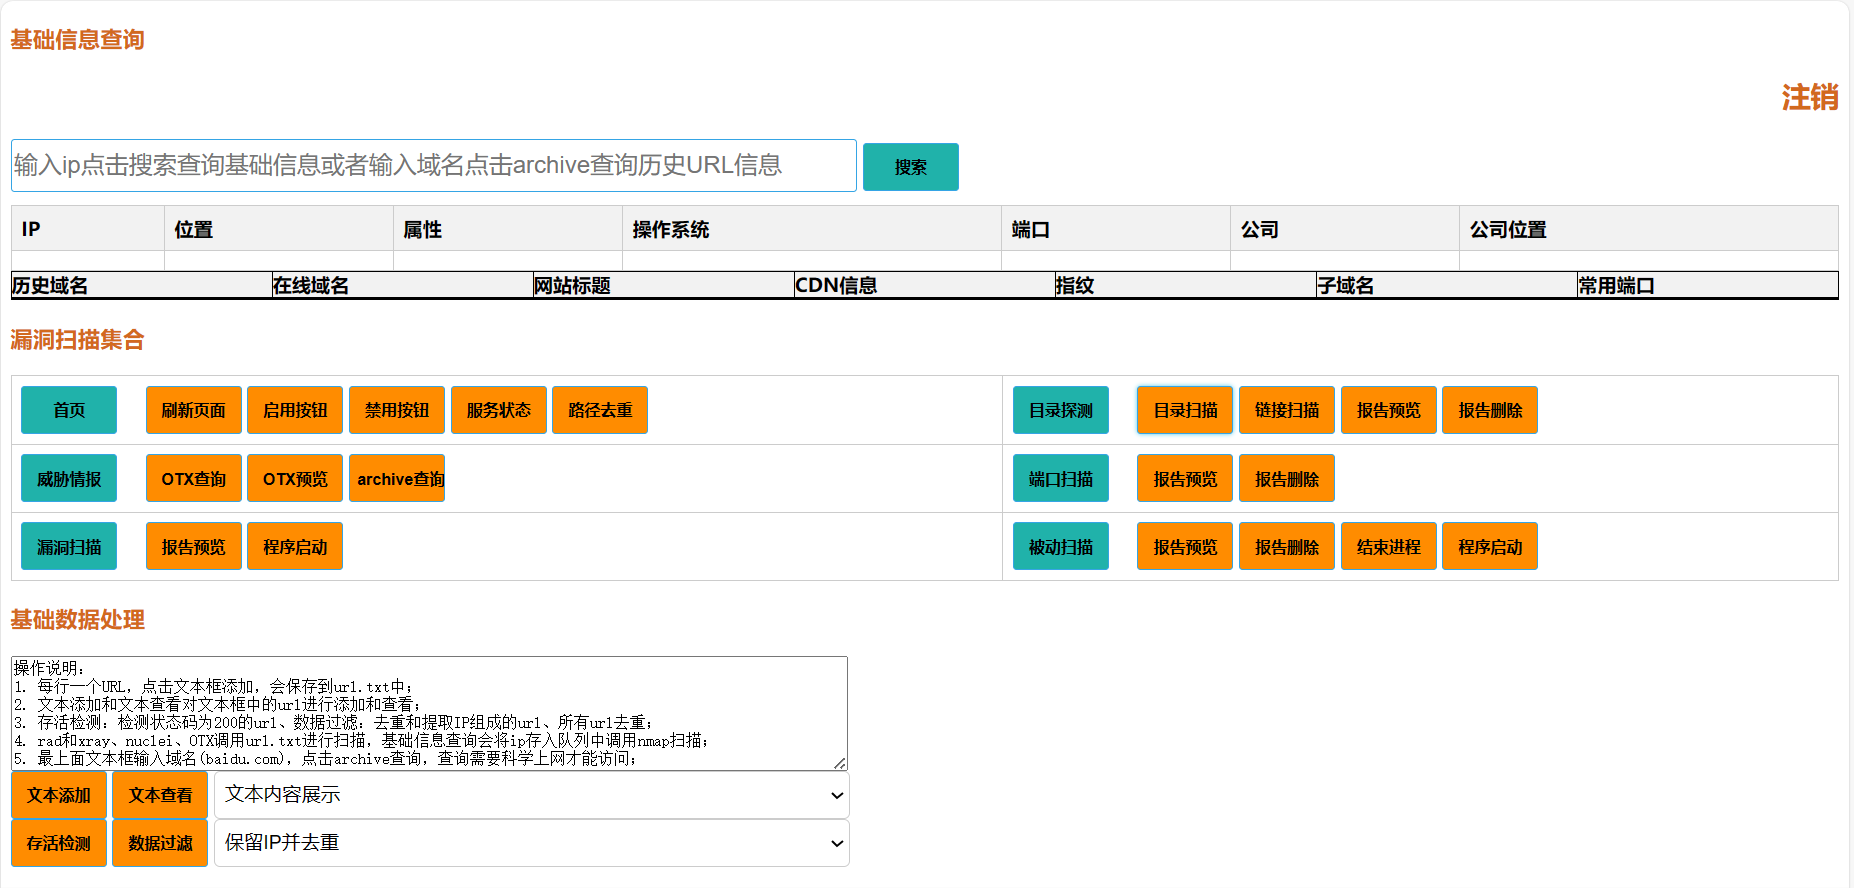 基础信息查询
注销
输入ip点击搜索查询基础信息或者输入域名点击archive查询历史URL信息 搜索
IP 位置 属性 操作系统 端口 公司 公司位置
历史域名 在线域名 网站标题 CDN信息 指纹 子域名 常用端口
漏洞扫描集合
首页 刷新页面 启用按钮 禁用按钮 服务状态 路径去重 目录探测 目录扫描 链接扫描 报告预览 报告删除
威胁情报 OTX查询 OTX预览 archive查询 端口扫描 报告预览 报告删除
漏洞扫描 报告预览 程序启动 被动扫描 报告预览 报告删除 结束进程 程序启动
基础数据处理
操作说明：
1. 每行一个URL，点击文本框添加，会保存到url.txt中；
2. 文本添加和文本查看对文本框中的url进行添加和查看；
3. 存活检测：检测状态码为200的url、数据过滤：去重和提取IP组成的url、所有url去重；
4. rad和xray、nuclei、OTX调用url.txt进行扫描，基础信息查询会将ip存入队列中调用nmap扫描；
5. 最上面文本框输入域名(baidu.com)，点击archive查询，查询需要科学上网才能访问；
文本添加 文本查看 文本内容展示
存活检测 数据过滤 保留IP并去重